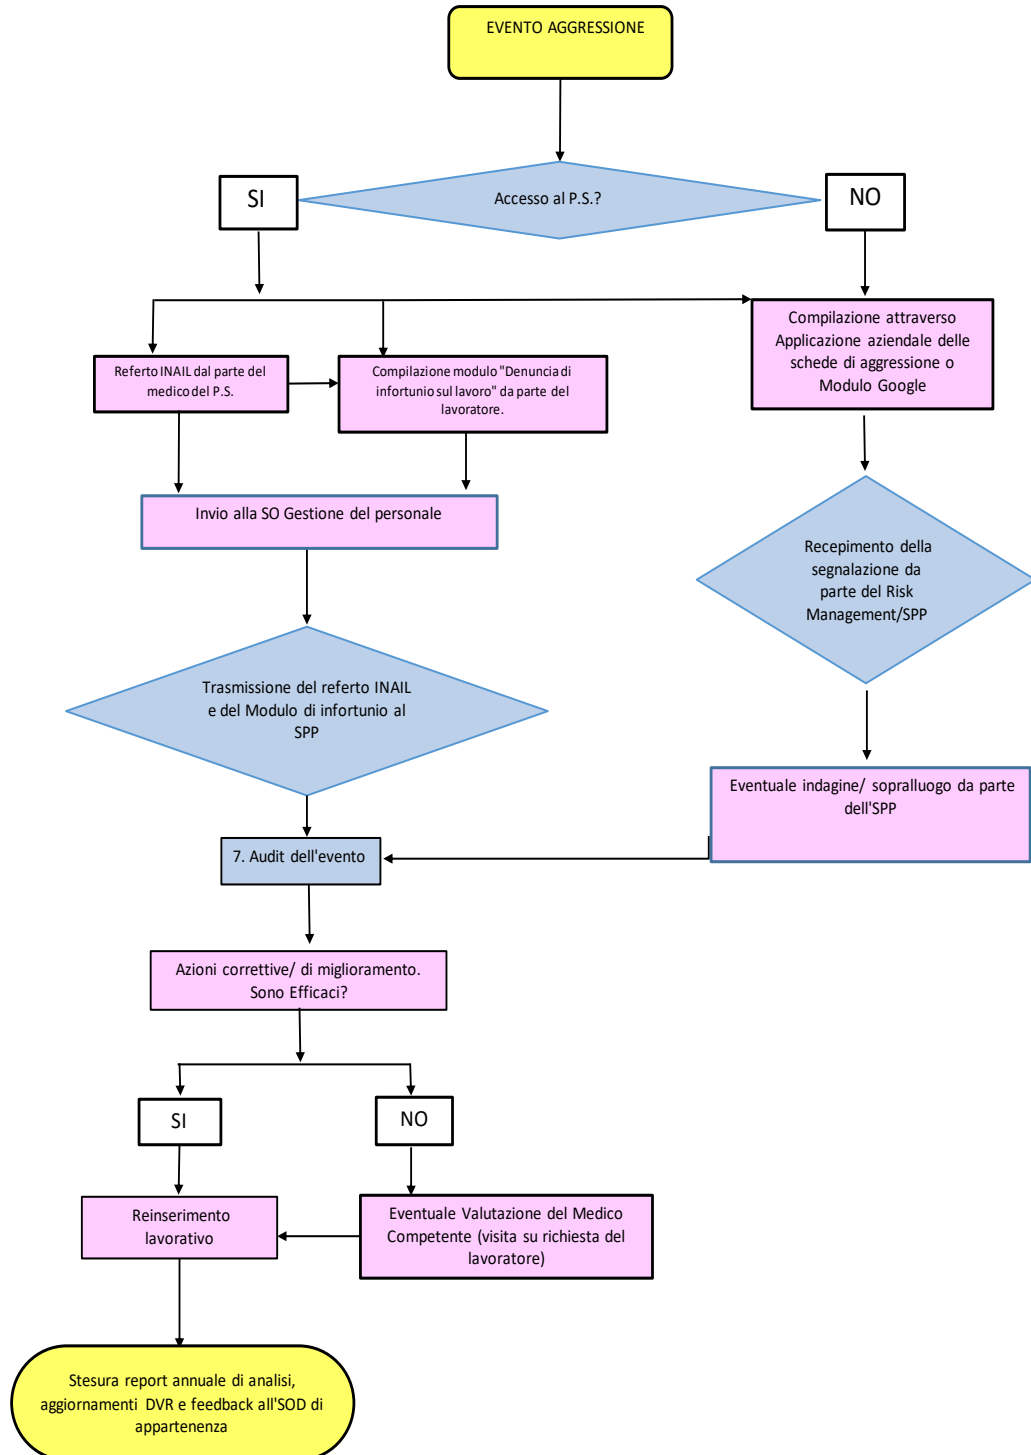 EVENTO AGGRESSIONE
Accesso al P.S.?
SI
NO
Referto INAIL dal parte del
medico del P.S.
Compilazione modulo "Denuncia di
infortunio sul lavoro" da parte del
lavoratore.
Compilazione attraverso
Applicazione aziendale delle
schede di aggressione o
Modulo Google
Invio alla SO Gestione del personale
Recepimento della
segnalazione da
parte del Risk
Management/SPP
Trasmissione del referto INAIL
e del Modulo di infortunio al
SPP
Eventuale indagine/ sopralluogo da parte
dell'SPP
7. Audit dell'evento
Azioni correttive/ di miglioramento.
Sono Efficaci?
SI
NO
Reinserimento
lavorativo
Eventuale Valutazione del Medico
Competente (visita su richiesta del
lavoratore)
Stesura report annuale di analisi,
aggiornamenti DVR e feedback all'SOD di
appartenenza